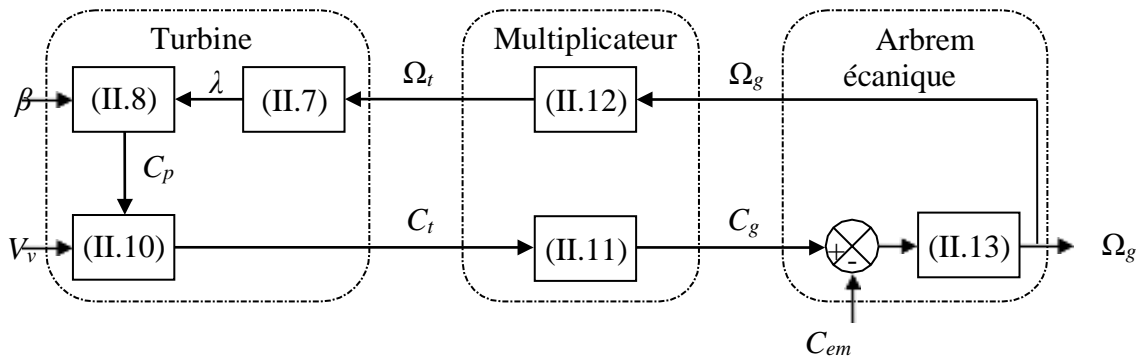 Turbine
Multiplicateur
Arbrem
écanique
β
(II.8)
λ
(II.7)
Ωt
(II.12)
Ωg
Cp
Vv
(II.10)
Ct
(II.11)
Cg
+
-
(II.13)
Ωg
Cem